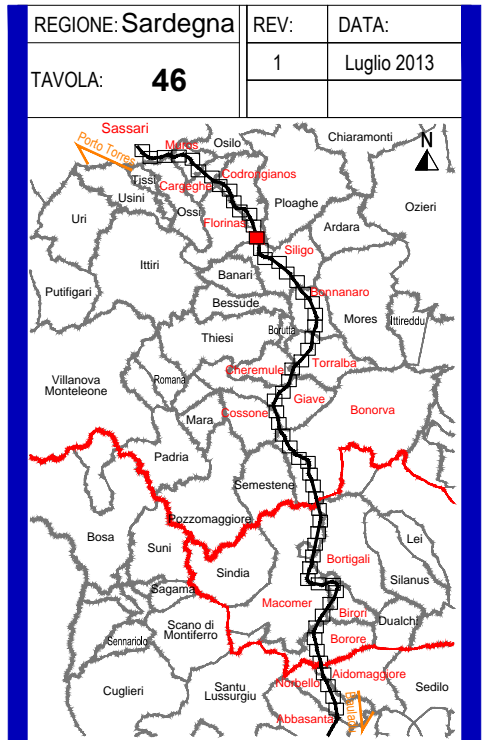 REGIONE: Sardegna
REV:
DATA:
TAVOLA: 46
1
Luglio 2013
Sassari
Porto Torres
Muros
Osilo
Chiaramonti
N
Tissi
Cargeghe
Codrongianos
Usini
Ossi
Ploaghe
Ozieri
Uri
Florinas
Ardara
Siligo
Ittiri
Banari
Putifigari
Bessude
Bonnanaro
Mores
Ittireddu
Thiesi
Borutta
Cheremule
Torralba
Villanova
Monteleone
Romana
Giave
Cossone
Bonorva
Mara
Padria
Semestene
Pozzomaggiore
Bosa
Suni
Lei
Bortigali
Sindia
Silanus
Sagama
Macomer
Birori
Dualchi
Scano di
Montiferro
Sennariolo
Borore
Aidomaggiore
Norbello
Sedilo
Cuglieri
Santu
Lussurgiu
Abbasanta